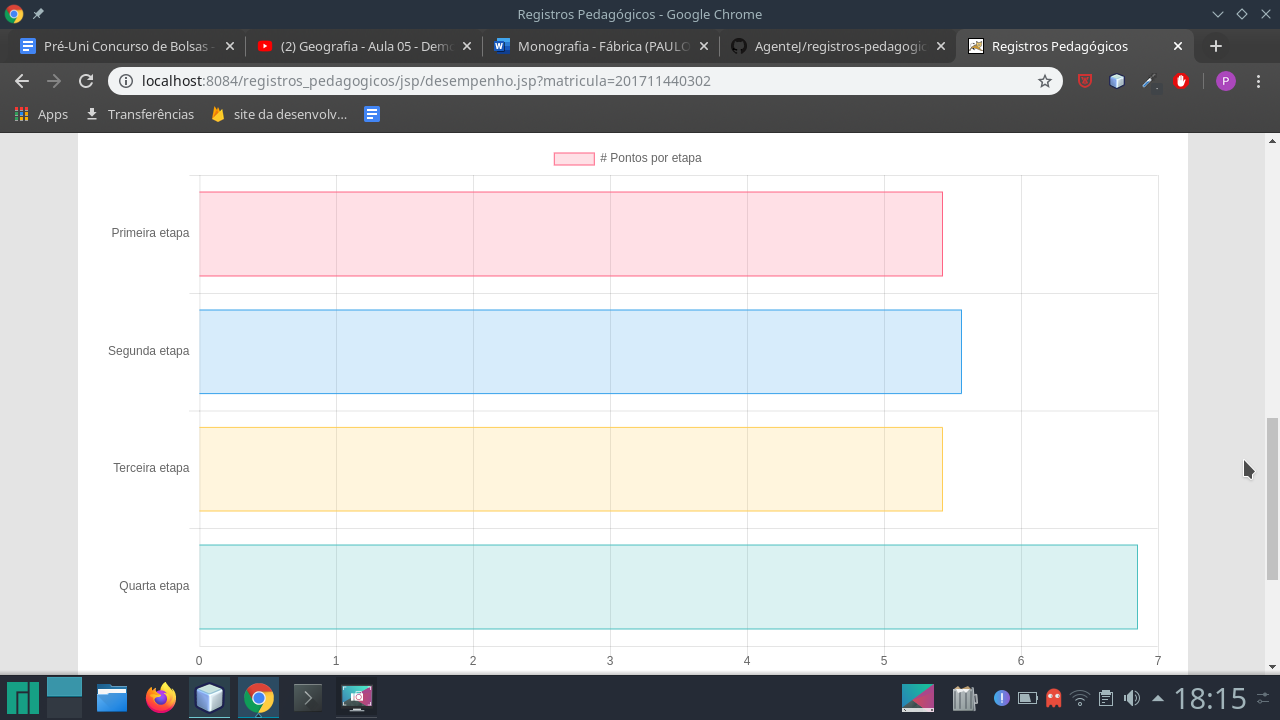 Registros Pedagógicos - Google Chrome
Pré-Uni Concurso de Bolsas -
(2) Geografia - Aula 05 - Dem
Monografia - Fábrica (PAULO
AgenteJ/registros-pedagogic
Registros Pedagógicos
localhost:8084/registros_pedagogicos/jsp/desempenho.jsp?matricula=201711440302
P
Apps
Transferências
site da desenvolv...
# Pontos por etapa
Primeira etapa
Segunda etapa
Terceira etapa
Quarta etapa
0 1 2 3 4 5 6 7
18:15